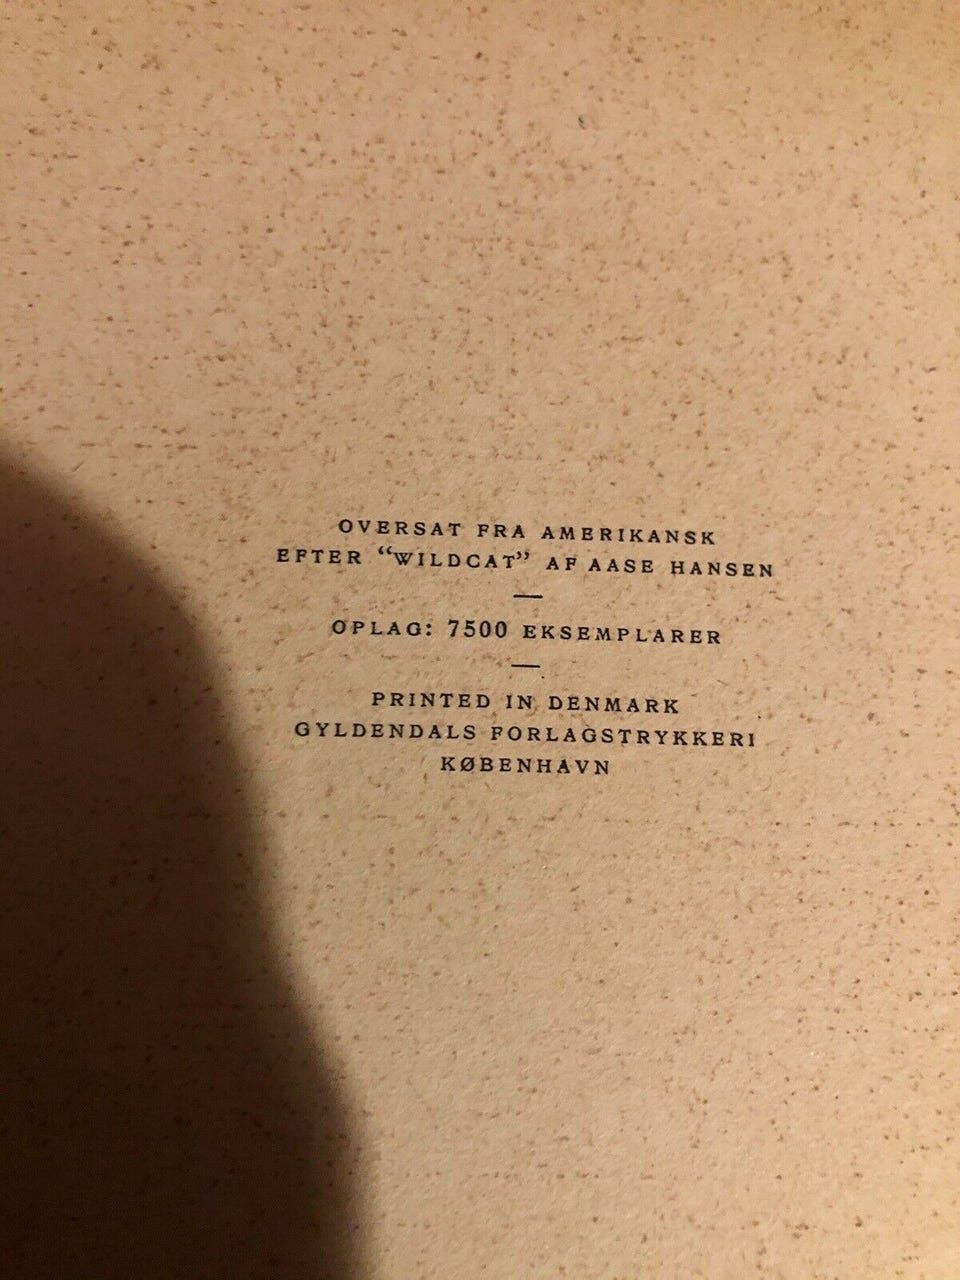 OVERSAT FRA AMERIKANSK
EFTER “WILDCAT” AF AASE HANSEN
OPLAG: 7500 EKSEMPLARER
PRINTED IN DENMARK
GYLDENDALS FORLAGSTRYKKERI
KØBENHAVN